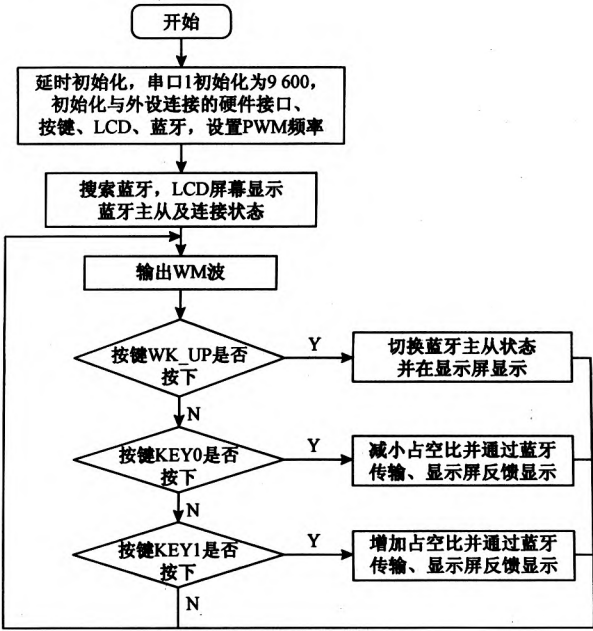 开始
延时初始化，串口1初始化为9 600，
初始化与外设连接的硬件接口、
按键、LCD、蓝牙，设置PWM频率
搜索蓝牙，LCD屏幕显示
蓝牙主从及连接状态
输出WM波
按键WK_UP是否
按下
Y
切换蓝牙主从状态
并在显示屏显示
N
按键KEY0是否
按下
Y
减小占空比并通过蓝牙
传输、显示屏反馈显示
N
按键KEY1是否
按下
Y
增加占空比并通过蓝牙
传输、显示屏反馈显示
N